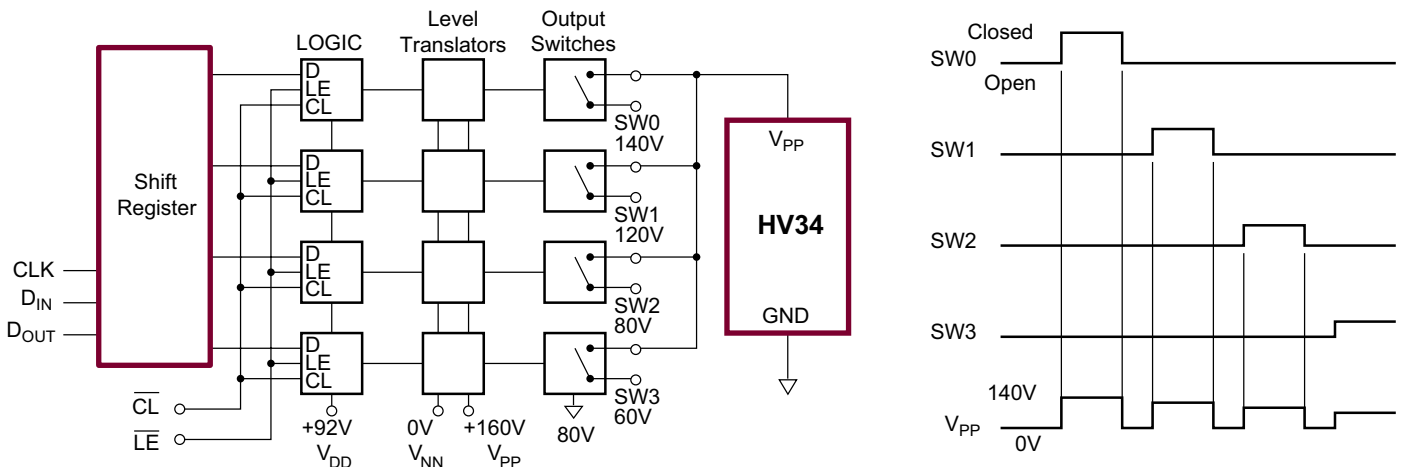 LOGIC
Level
Translators
Output
Switches
Shift
Register
CLK
D_IN
D_OUT
CL
LE
D
LE
CL
D
LE
CL
D
LE
CL
D
LE
CL
+92V
V_DD
0V
V_NN
+160V
V_PP
80V
SW0
140V
SW1
120V
SW2
80V
SW3
60V
V_PP
HV34
GND
Closed
SW0
Open
SW1
SW2
SW3
140V
V_PP
0V